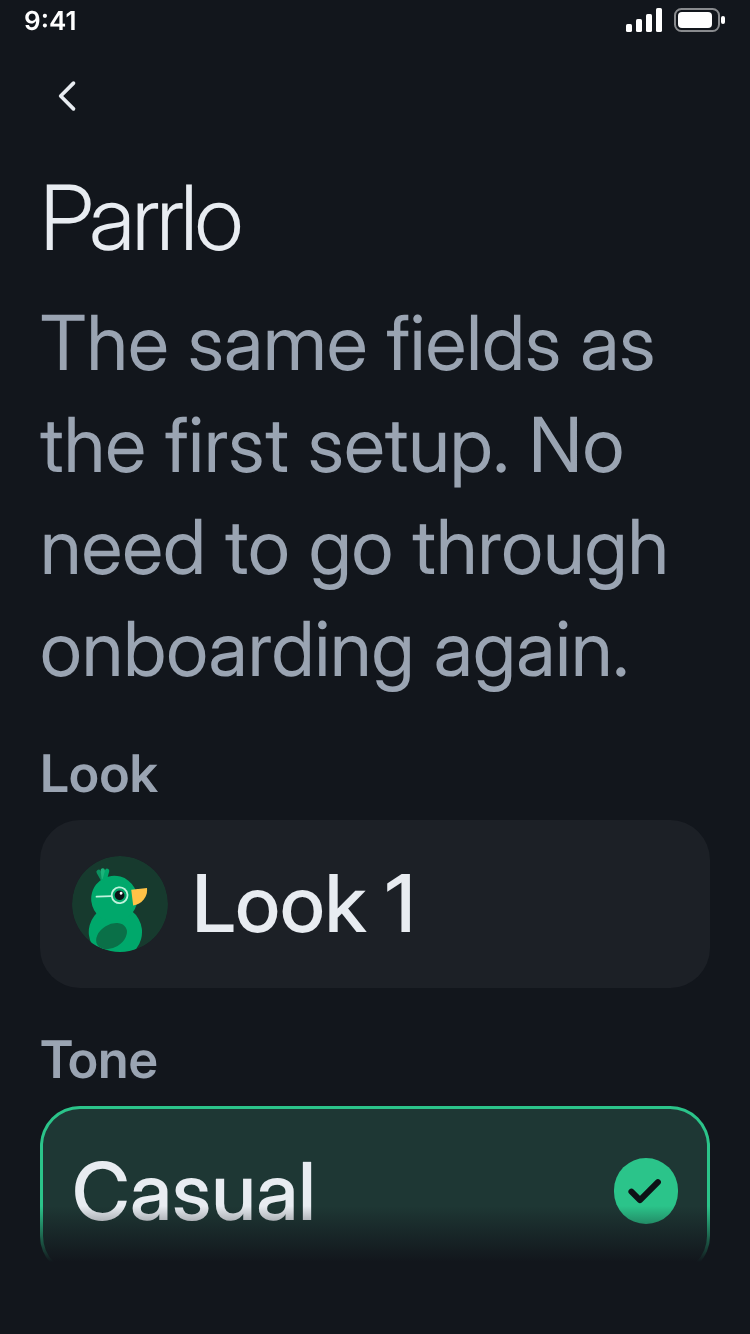 9:41
Parrlo
The same fields as
the first setup. No
need to go through
onboarding again.
Look
Look 1
Tone
Casual